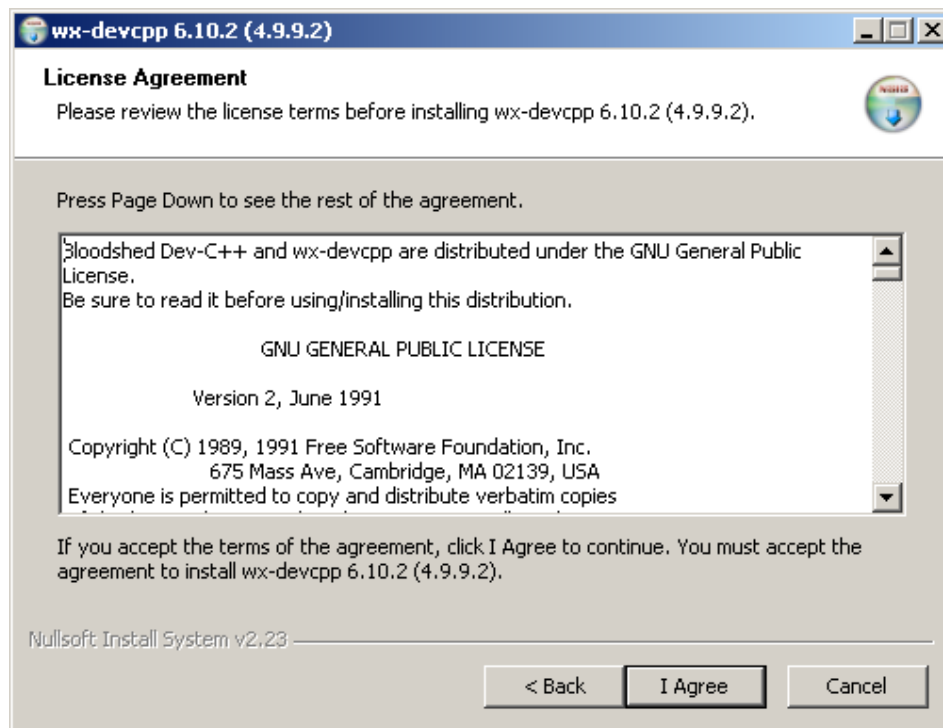 wx-devcpp 6.10.2 (4.9.9.2)
License Agreement
Please review the license terms before installing wx-devcpp 6.10.2 (4.9.9.2).
Press Page Down to see the rest of the agreement.
Bloodshed Dev-C++ and wx-devcpp are distributed under the GNU General Public
License.
Be sure to read it before using/installing this distribution.
GNU GENERAL PUBLIC LICENSE
Version 2, June 1991
Copyright (C) 1989, 1991 Free Software Foundation, Inc.
675 Mass Ave, Cambridge, MA 02139, USA
Everyone is permitted to copy and distribute verbatim copies
If you accept the terms of the agreement, click I Agree to continue. You must accept the
agreement to install wx-devcpp 6.10.2 (4.9.9.2).
Nullsoft Install System v2.23
< Back
I Agree
Cancel